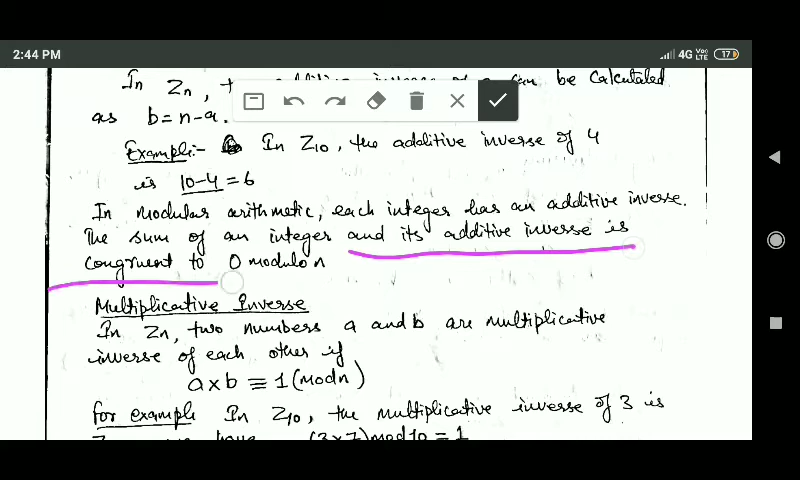 2:44 PM
4G VoLTE 17
In Zn, additive inverse of a can be Calculated
as b=n-a.
Example:- In Z10, the additive inverse of 4
is 10-4=6
In modular arithmetic, each integer has an additive inverse.
The sum of an integer and its additive inverse is
Congruent to 0 modulo n
Multiplicative Inverse
In Zn, two numbers a and b are multiplicative
inverse of each other if
a x b ≡ 1 (mod n)
for example In Z10, the multiplicative inverse of 3 is
(3x7) mod 10 = 1